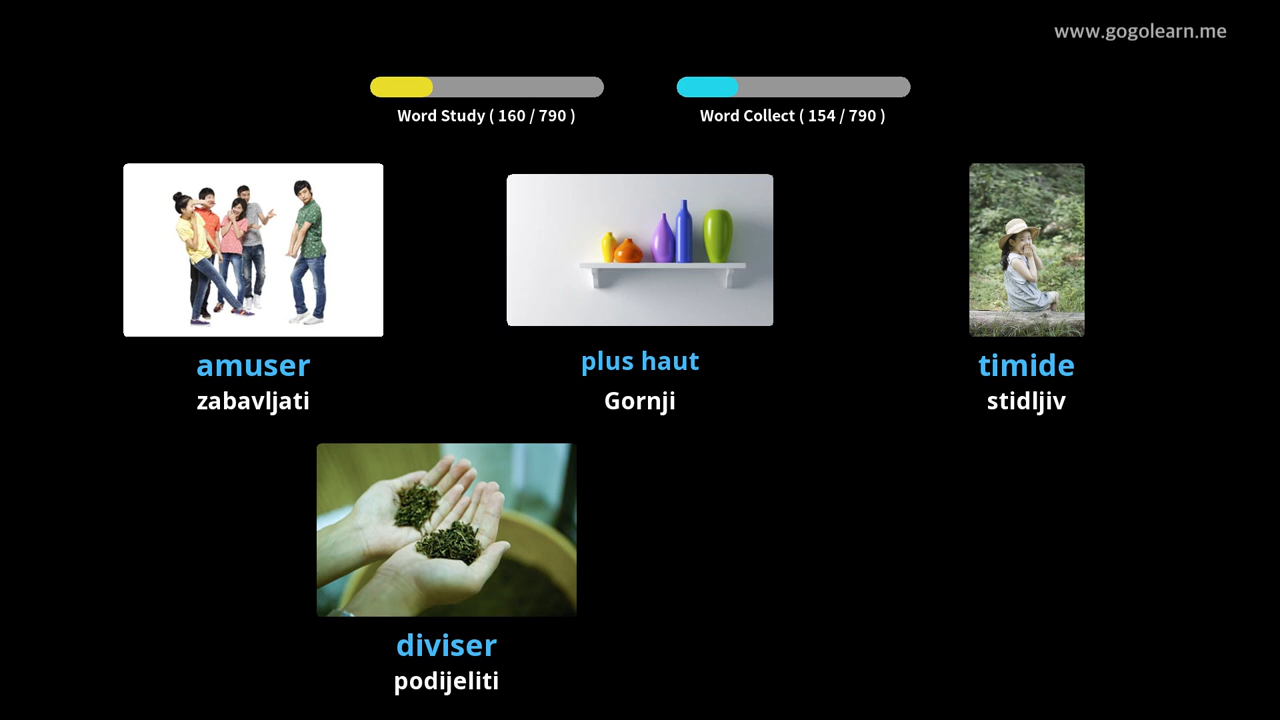 www.gogolearn.me
Word Study ( 160 / 790 )
Word Collect ( 154 / 790 )
amuser
zabavljati
plus haut
Gornji
timide
stidljiv
diviser
podijeliti